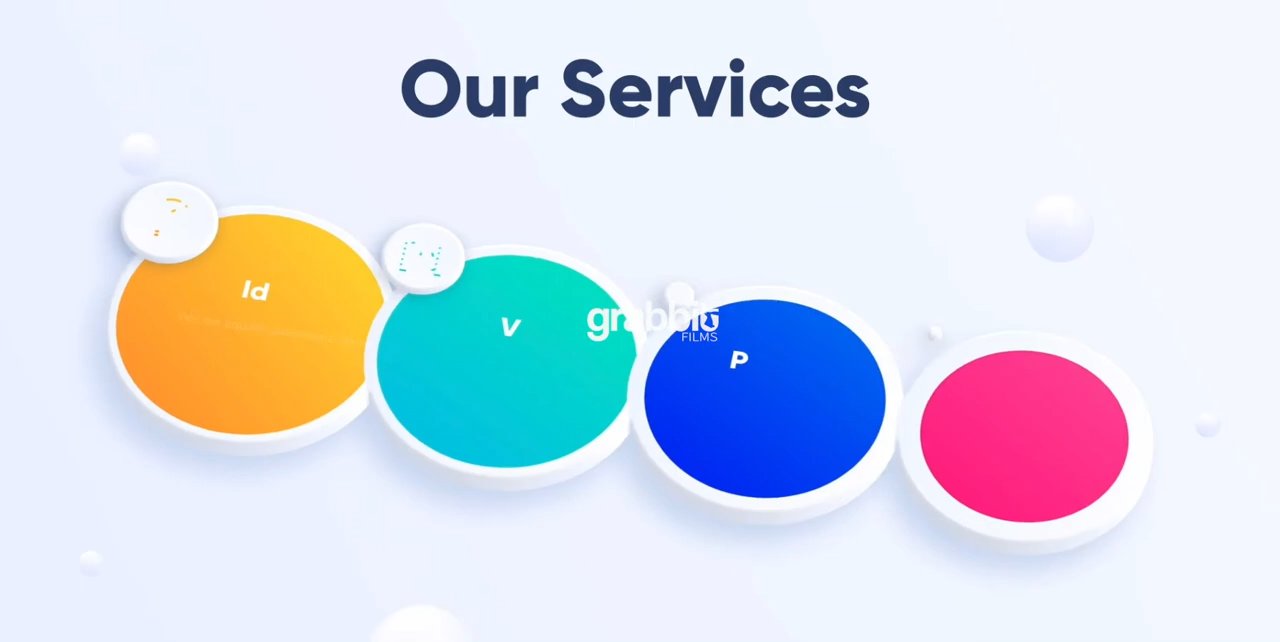 Our Services
Id
V
grabbit
FILMS
P